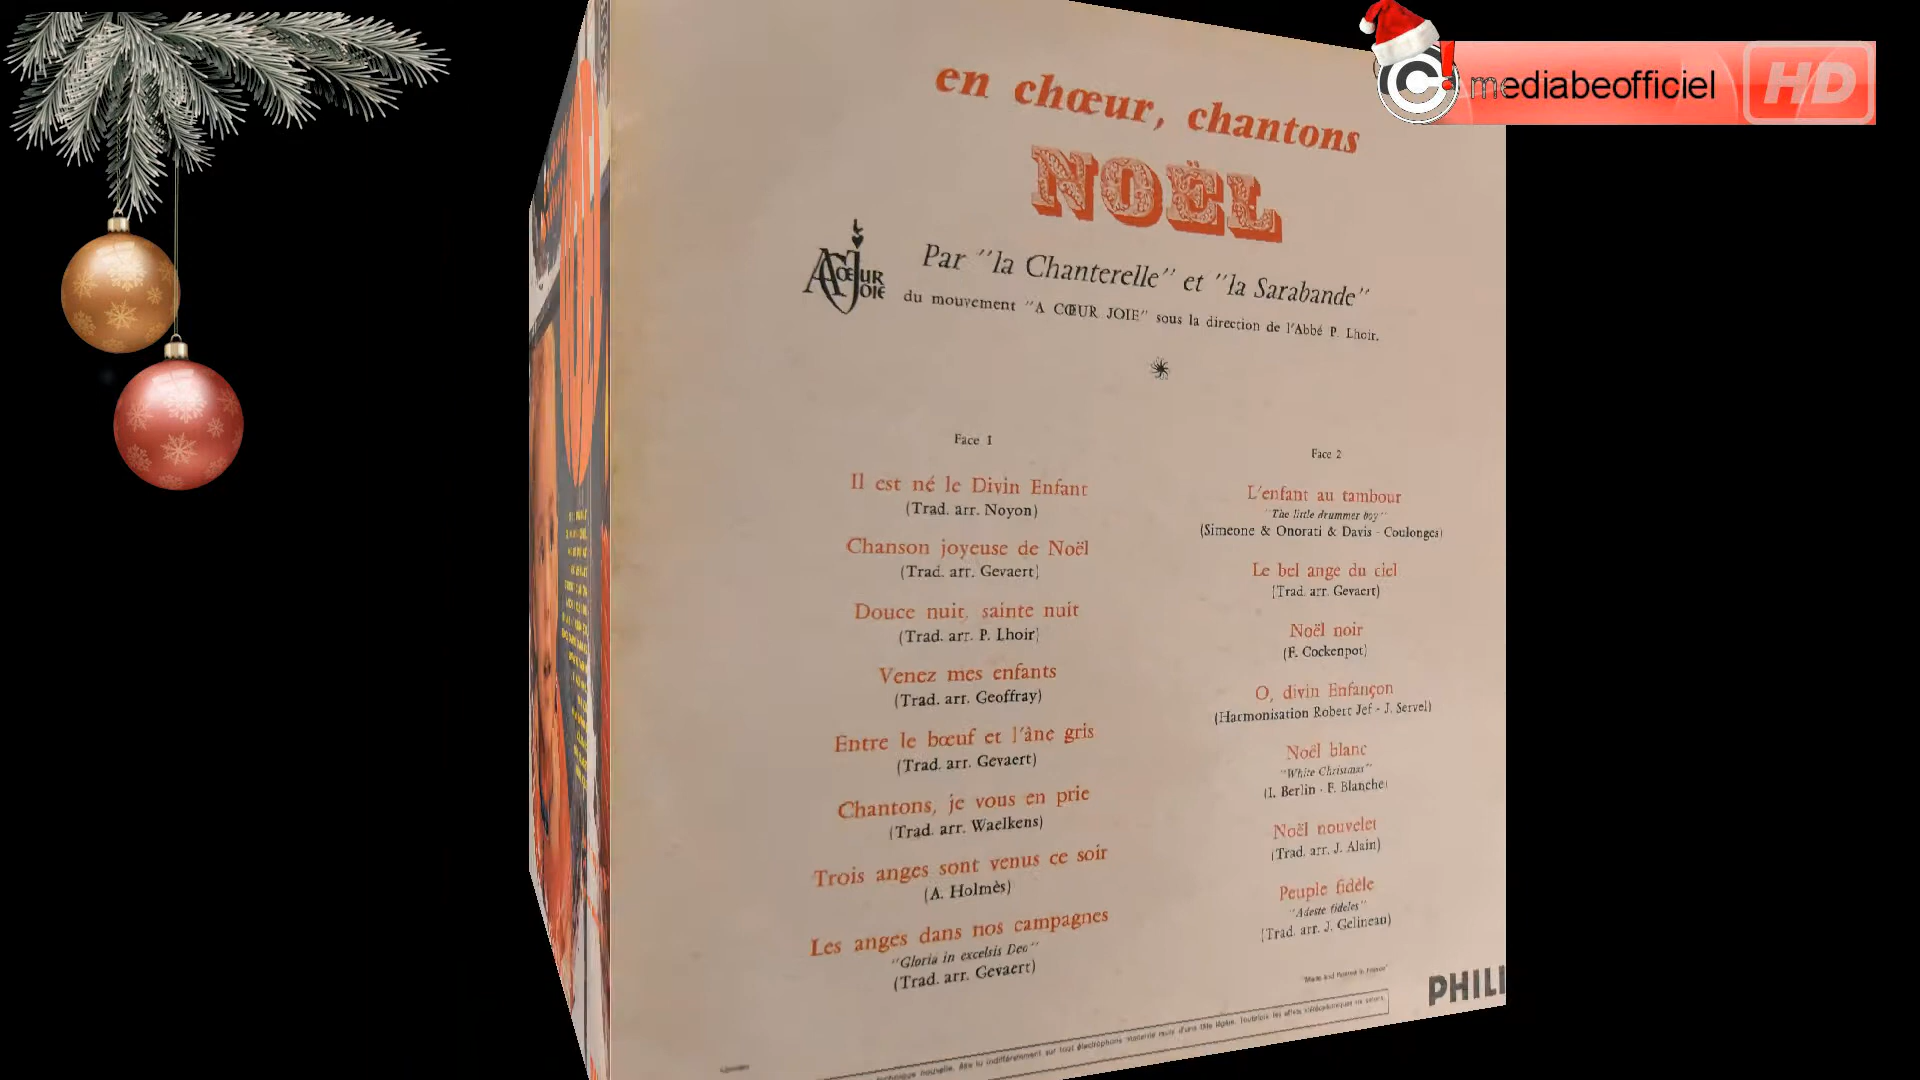 mediabeofficiel
HD
en chœur, chantons
NOËL
A CŒUR JOIE
Par "la Chanterelle" et "la Sarabande"
du mouvement "A CŒUR JOIE" sous la direction de l'Abbé P. Lhoir.
Face 1
Il est né le Divin Enfant
(Trad. arr. Noyon)
Chanson joyeuse de Noël
(Trad. arr. Gevaert)
Douce nuit, sainte nuit
(Trad. arr. P. Lhoir)
Venez mes enfants
(Trad. arr. Geoffray)
Entre le bœuf et l'âne gris
(Trad. arr. Gevaert)
Chantons, je vous en prie
(Trad. arr. Waelkens)
Trois anges sont venus ce soir
(A. Holmès)
Les anges dans nos campagnes
"Gloria in excelsis Deo"
(Trad. arr. Gevaert)
Face 2
L'enfant au tambour
"The little drummer boy"
(Simeone & Onorati & Davis - Coulonges)
Le bel ange du ciel
(Trad. arr. Gevaert)
Noël noir
(F. Cockenpot)
O, divin Enfançon
(Harmonisation Robert Jef - J. Servel)
Noël blanc
"White Christmas"
(I. Berlin - F. Blanche)
Noël nouvelet
(Trad. arr. J. Alain)
Peuple fidèle
"Adeste fideles"
(Trad. arr. J. Gelineau)
"Made and Printed in France"
PHILI